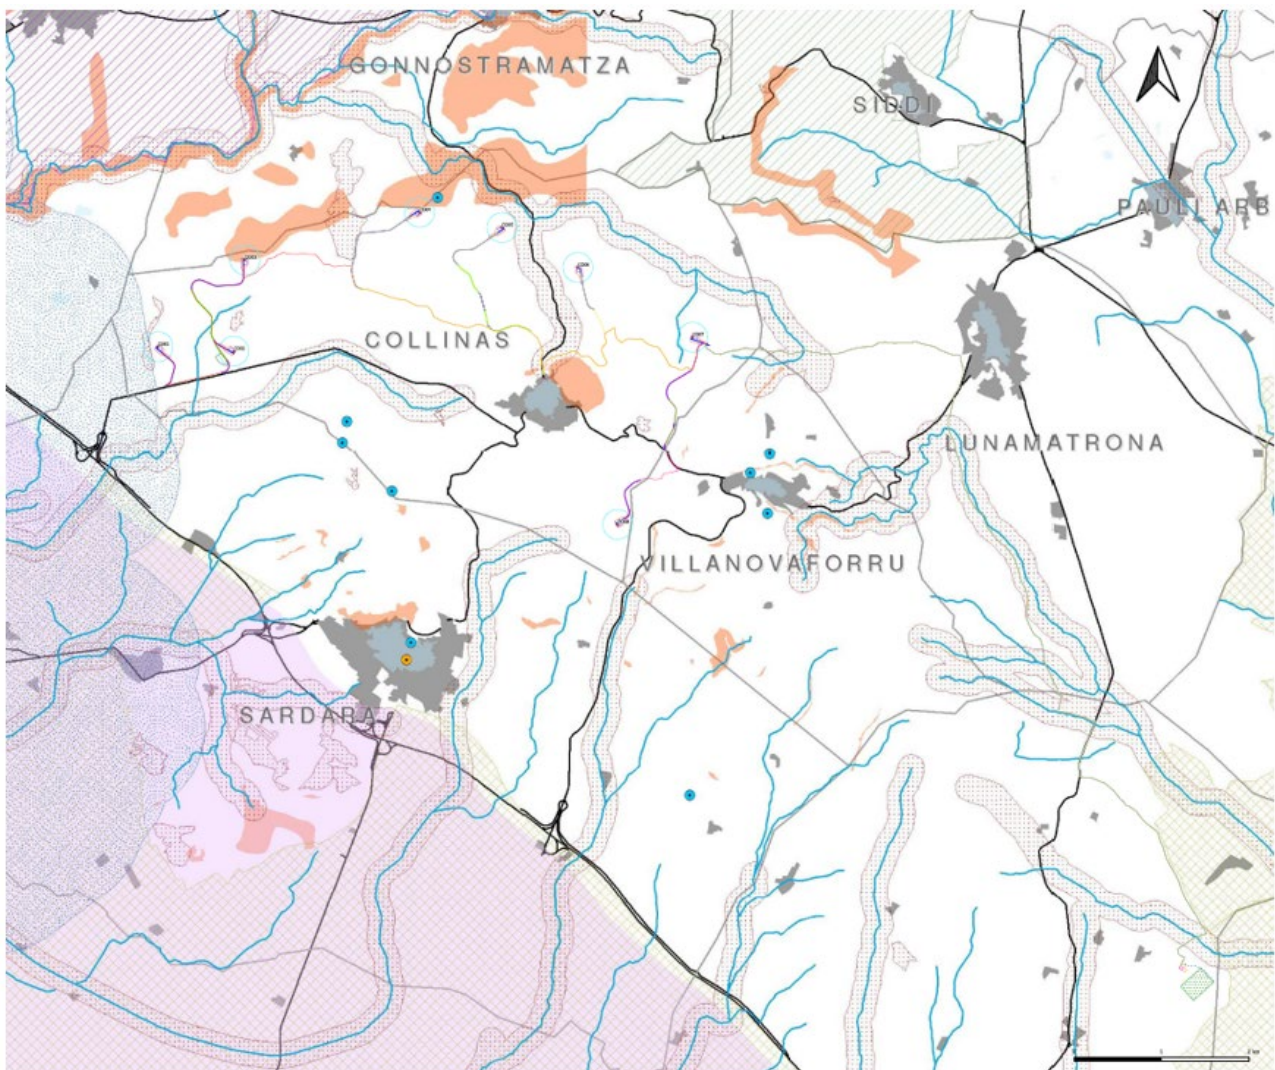 GONNOSTRAMATZA
SIDDI
PAULI ARB
COLLINAS
LUNAMATRONA
VILLANOVAFORRU
SARDARA